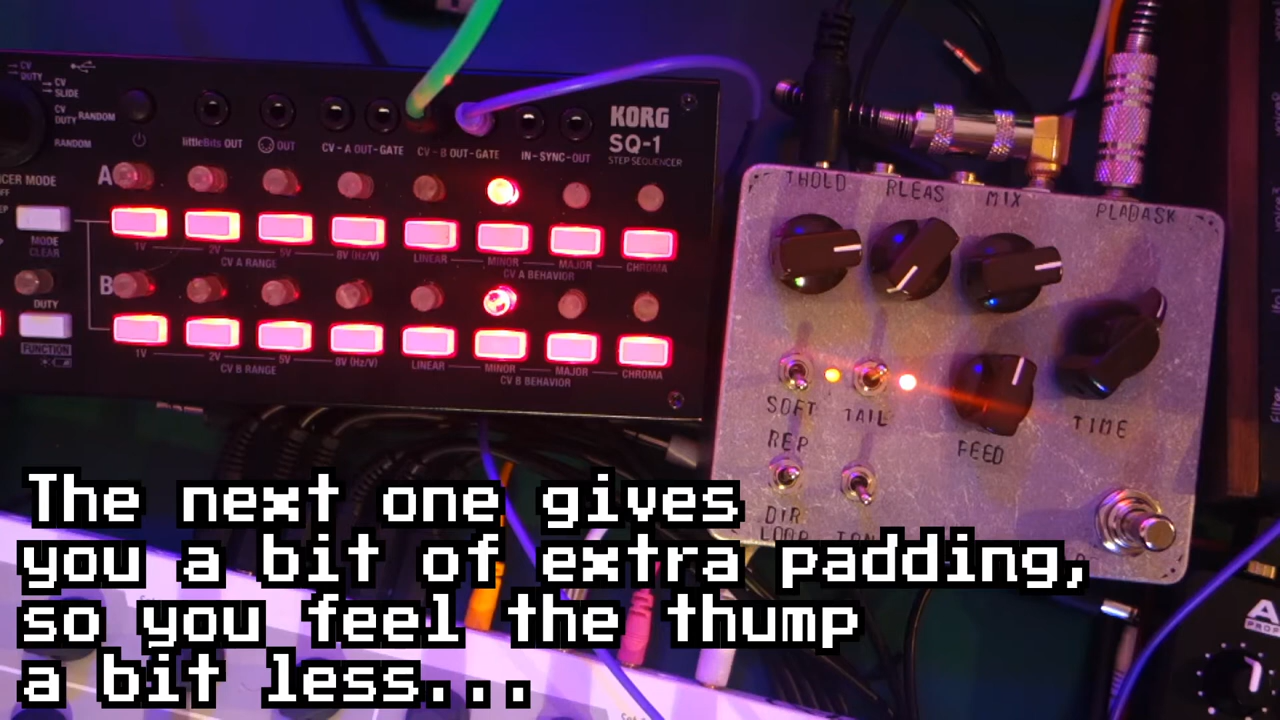 CV
DUTY
CV
SLIDE
CV
DUTY
RANDOM
RANDOM
littleBits OUT
OUT
CV - A OUT-GATE
CV - B OUT-GATE
IN-SYNC-OUT
KORG
SQ-1
STEP SEQUENCER
CER MODE
MODE
CLEAR
DUTY
FUNCTION
A
1V
2V
5V
8V (Hz/V)
LINEAR
MINOR
MAJOR
CHROMA
CV A RANGE
CV A BEHAVIOR
B
1V
2V
5V
8V (Hz/V)
LINEAR
MINOR
MAJOR
CHROMA
CV B RANGE
CV B BEHAVIOR
THOLD
RLEAS
MIX
PLADASK
SOFT
TAIL
FEED
TIME
REP
DIR
LOOP
The next one gives
you a bit of extra padding,
so you feel the thump
a bit less...